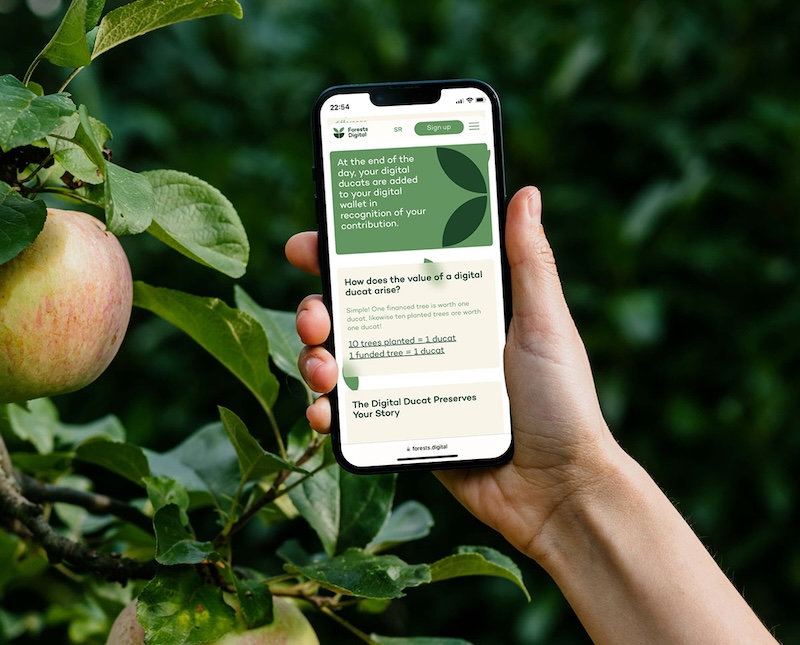 22:54
Forests
Digital
SR
Sign up
At the end of the
day, your digital
ducats are added
to your digital
wallet in
recognition of your
contribution.
How does the value of a digital
ducat arise?
Simple! One financed tree is worth one
ducat, likewise ten planted trees are worth
one ducat!
10 trees planted = 1 ducat
1 funded tree = 1 ducat
The Digital Ducat Preserves
Your Story
forests.digital